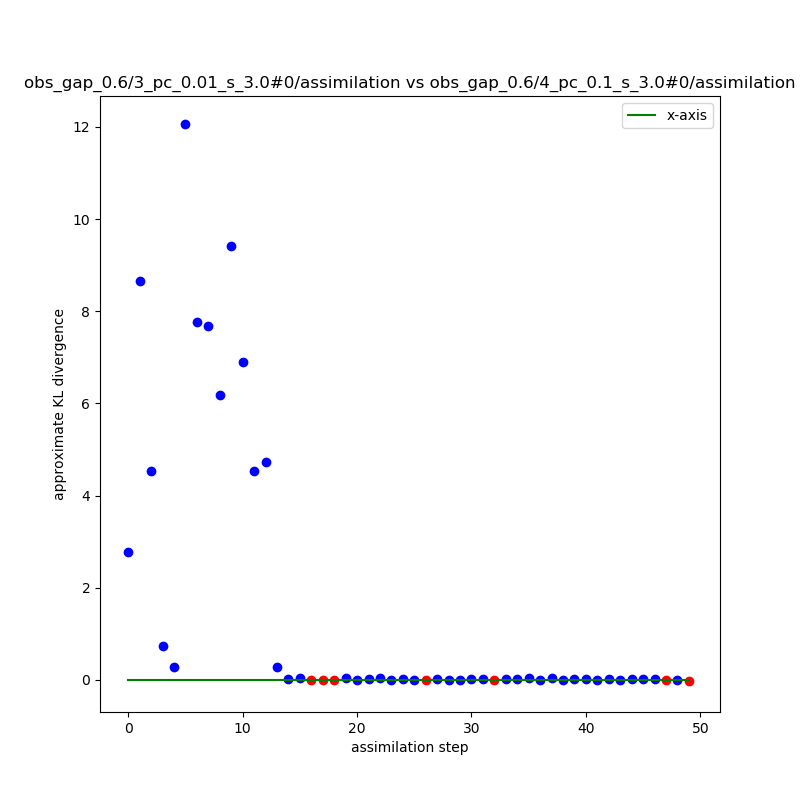 obs_gap_0.6/3_pc_0.01_s_3.0#0/assimilation vs obs_gap_0.6/4_pc_0.1_s_3.0#0/assimilation
x-axis
12
10
8
6
4
2
0
approximate KL divergence
0 10 20 30 40 50
assimilation step